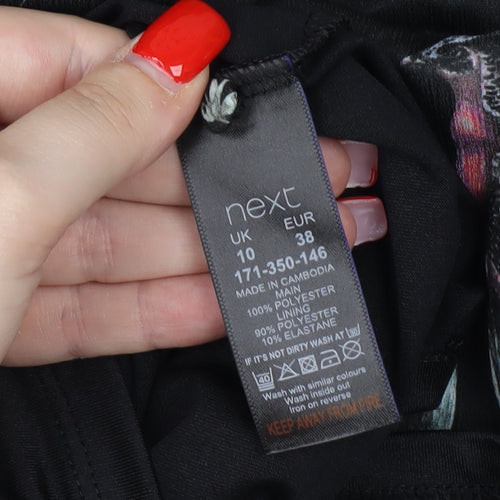 next
UK EUR
10 38
171-350-146
MADE IN CAMBODIA
MAIN
100% POLYESTER
LINING
90% POLYESTER
10% ELASTANE
IF IT'S NOT DIRTY WASH AT
40
Wash with similar colours
Wash inside out
Iron on reverse
KEEP AWAY FROM FIRE